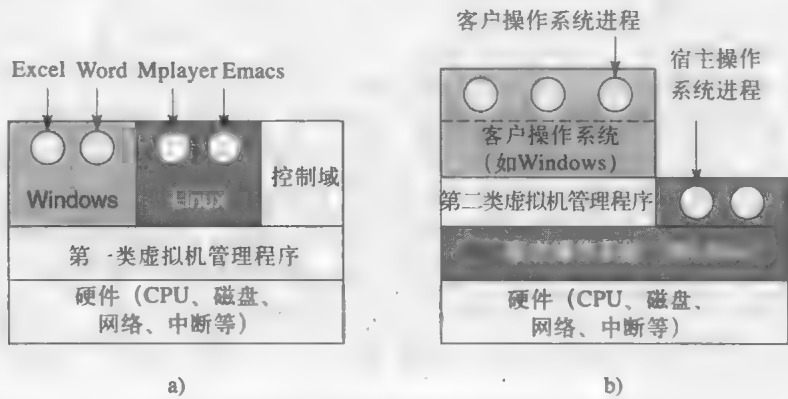 Excel Word Mplayer Emacs
Windows
Linux
控制域
第一类虚拟机管理程序
硬件（CPU、磁盘、
网络、中断等）
a)
客户操作系统进程
宿主操作
系统进程
客户操作系统
（如Windows）
第二类虚拟机管理程序
硬件（CPU、磁盘、
网络、中断等）
b)